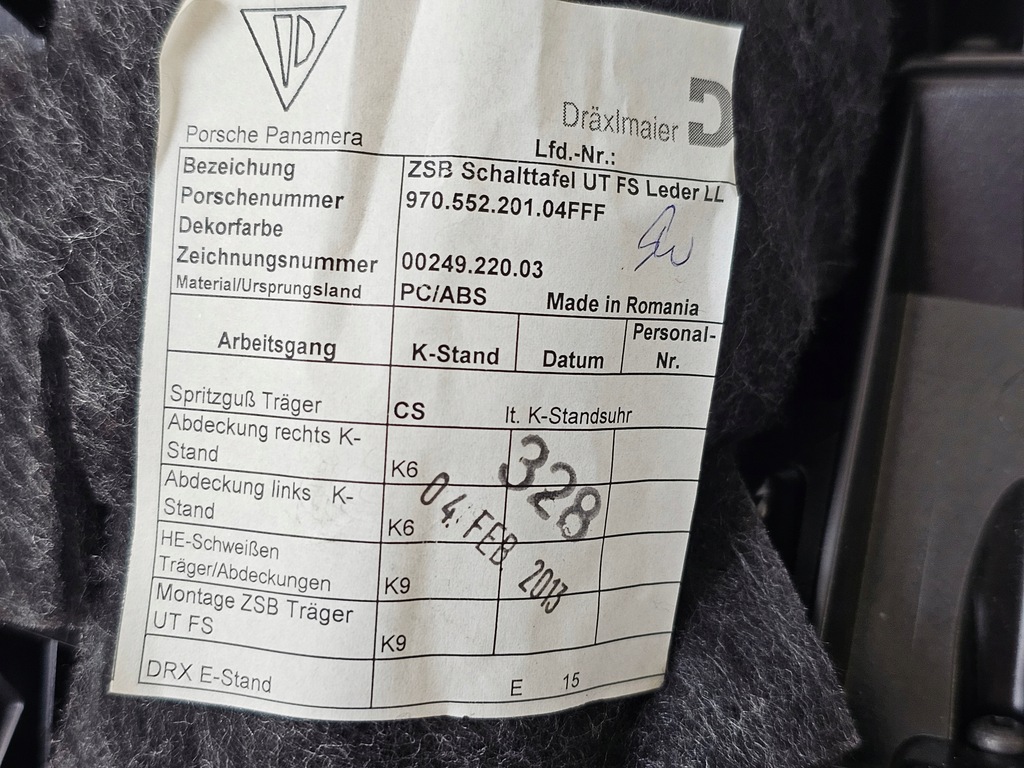 D
Porsche Panamera
Dräxlmaier D
Lfd.-Nr.:
Bezeichung ZSB Schalttafel UT FS Leder LL
Porschenummer 970.552.201.04FFF
Dekorfarbe
Zeichnungsnummer 00249.220.03
Material/Ursprungsland PC/ABS Made in Romania
Arbeitsgang K-Stand Datum Personal-
Nr.
Spritzguß Träger CS lt. K-Standsuhr
Abdeckung rechts K-
Stand K6
Abdeckung links K-
Stand K6
328
04. FEB 2013
HE-Schweißen
Träger/Abdeckungen K9
Montage ZSB Träger
UT FS K9
DRX E-Stand E 15